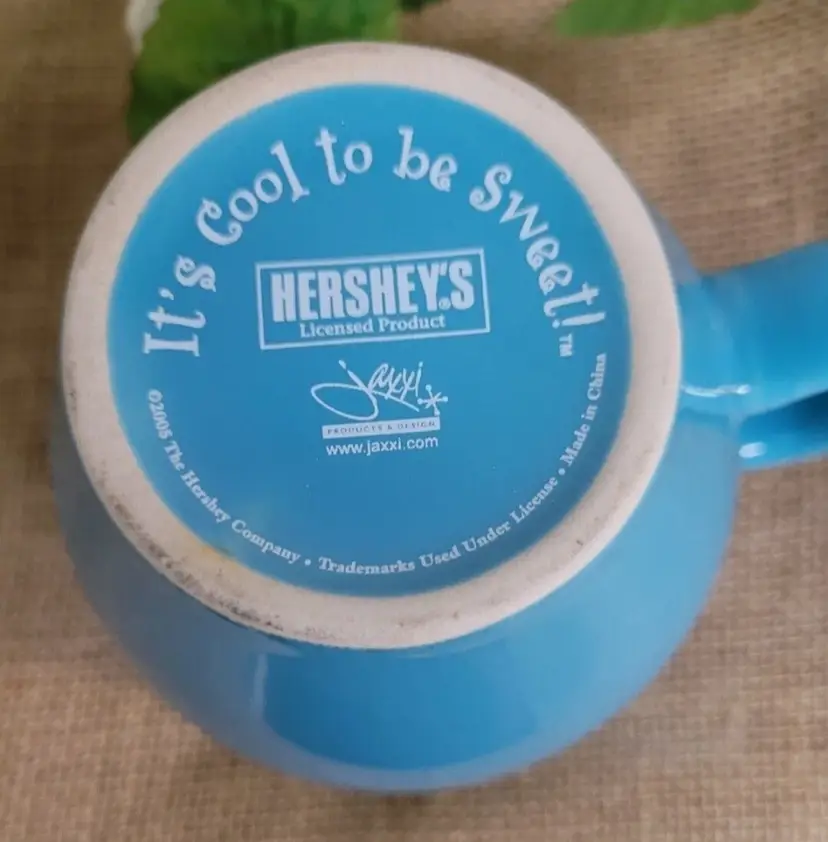 It's Cool to be Sweet!™
HERSHEY'S®
Licensed Product
jaxxi
PRODUCTS & DESIGN
www.jaxxi.com
©2005 The Hershey Company • Trademarks Used Under License • Made in China